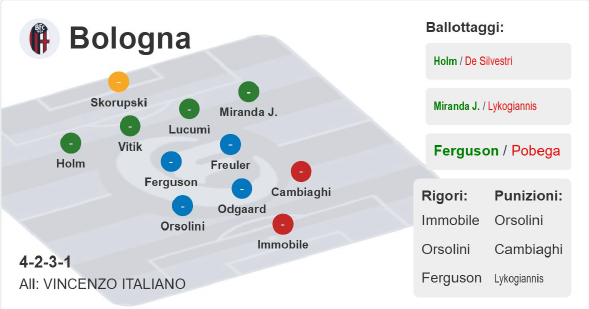 Bologna
Skorupski
Miranda J.
Lucumi
Vitik
Holm
Freuler
Ferguson
Cambiaghi
Odgaard
Orsolini
Immobile
4-2-3-1
All: VINCENZO ITALIANO
Ballottaggi:
Holm / De Silvestri
Miranda J. / Lykogiannis
Ferguson / Pobega
Rigori: Punizioni:
Immobile Orsolini
Orsolini Cambiaghi
Ferguson Lykogiannis